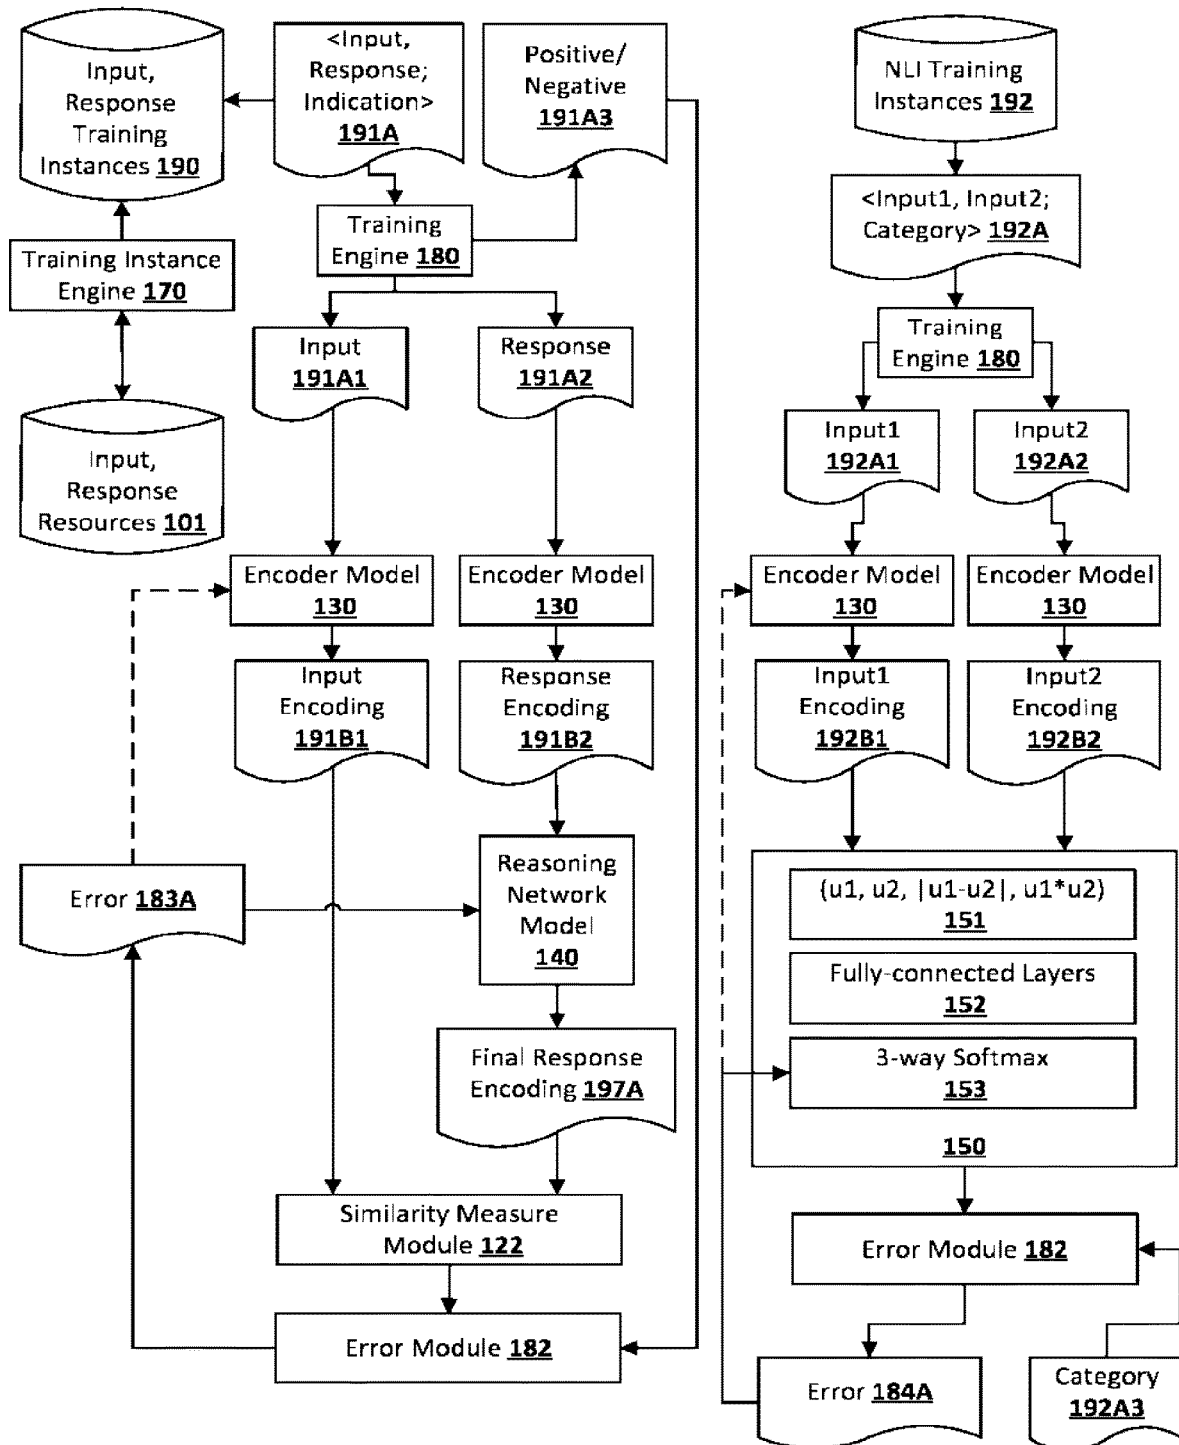 Input,
Response
Training
Instances 190
<Input,
Response;
Indication>
191A
Positive/
Negative
191A3
Training
Engine 180
Training Instance
Engine 170
Input
191A1
Response
191A2
Input,
Response
Resources 101
Encoder Model
130
Encoder Model
130
Input
Encoding
191B1
Response
Encoding
191B2
Reasoning
Network
Model
140
Error 183A
Final Response
Encoding 197A
Similarity Measure
Module 122
Error Module 182
NLI Training
Instances 192
<Input1, Input2;
Category> 192A
Training
Engine 180
Input1
192A1
Input2
192A2
Encoder Model
130
Encoder Model
130
Input1
Encoding
192B1
Input2
Encoding
192B2
(u1, u2, |u1-u2|, u1*u2)
151
Fully-connected Layers
152
3-way Softmax
153
150
Error Module 182
Error 184A
Category
192A3